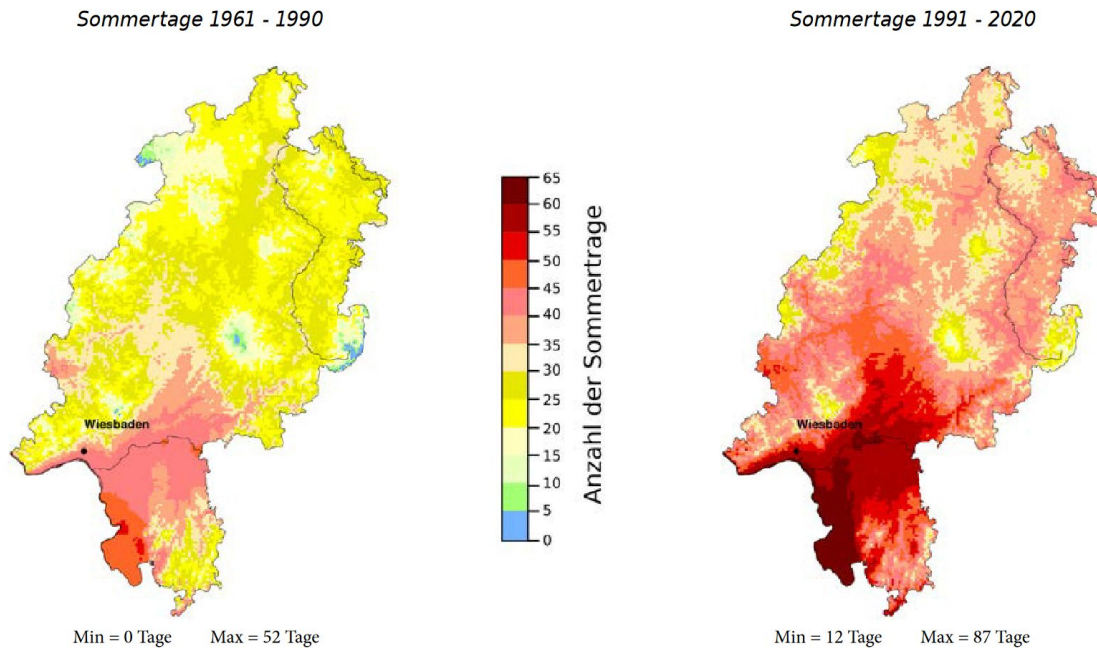 Sommertage 1961 - 1990
Sommertage 1991 - 2020
65
60
55
50
45
40
35
30
25
20
15
10
5
0
Anzahl der Sommertrage
Wiesbaden
Wiesbaden
Min = 0 Tage Max = 52 Tage
Min = 12 Tage Max = 87 Tage